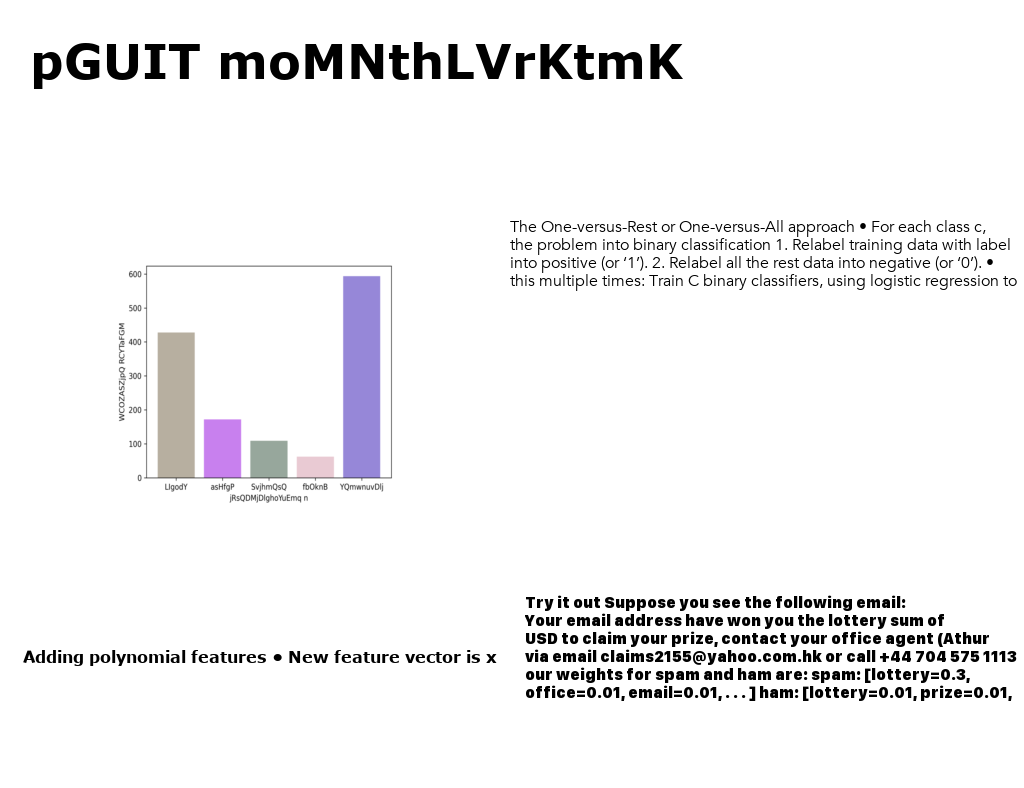 pGUIT moMNthLVrKtmK
The One-versus-Rest or One-versus-All approach • For each class c,
the problem into binary classification 1. Relabel training data with label
into positive (or ‘1’). 2. Relabel all the rest data into negative (or ‘0’). •
this multiple times: Train C binary classifiers, using logistic regression to
600
500
400
300
200
100
0
WCOZASZjpQ RCYTaFGM
LIgodY asHfgP SvjhmQsQ fbOknB YQmwnuvDlj
jRsQDMjDlghoYuEmq n
Adding polynomial features • New feature vector is x
Try it out Suppose you see the following email:
Your email address have won you the lottery sum of
USD to claim your prize, contact your office agent (Athur
via email claims2155@yahoo.com.hk or call +44 704 575 1113
our weights for spam and ham are: spam: [lottery=0.3,
office=0.01, email=0.01, . . . ] ham: [lottery=0.01, prize=0.01,